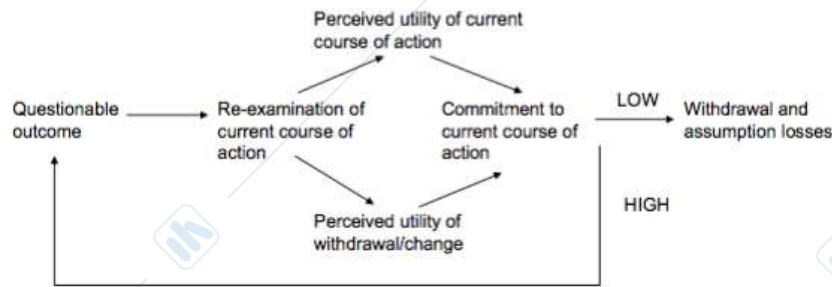 Perceived utility of current
course of action
Questionable
outcome
Re-examination of
current course of
action
Commitment to
current course of
action
LOW
Withdrawal and
assumption losses
HIGH
Perceived utility of
withdrawal/change